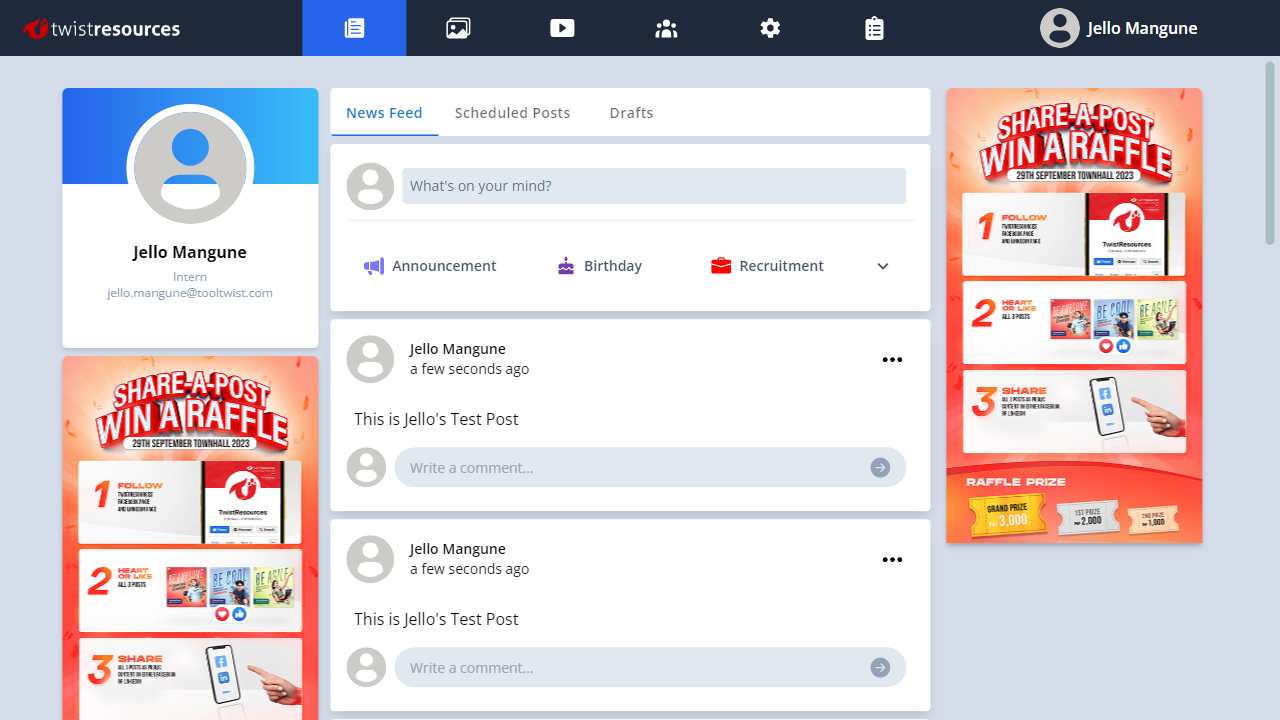 twistresources
Jello Mangune
Jello Mangune
Intern
jello.mangune@tooltwist.com
SHARE-A-POST
WIN A RAFFLE
29TH SEPTEMBER TOWNHALL 2023
1 FOLLOW
TWISTRESOURCES'
FACEBOOK PAGE
AND LINKEDIN PAGE
TwistResources
2 HEART
OR LIKE
ALL 3 POSTS
BE AWESOME
BE COOL
BE AGILE
3 SHARE
ALL 3 POSTS AS PUBLIC
CONTENT ON EITHER FACEBOOK
OR LINKEDIN
News Feed
Scheduled Posts
Drafts
What's on your mind?
Announcement
Birthday
Recruitment
Jello Mangune
a few seconds ago
This is Jello's Test Post
Write a comment...
Jello Mangune
a few seconds ago
This is Jello's Test Post
Write a comment...
SHARE-A-POST
WIN A RAFFLE
29TH SEPTEMBER TOWNHALL 2023
1 FOLLOW
TWISTRESOURCES'
FACEBOOK PAGE
AND LINKEDIN PAGE
TwistResources
2 HEART
OR LIKE
ALL 3 POSTS
BE AWESOME
BE COOL
BE AGILE
3 SHARE
ALL 3 POSTS AS PUBLIC
CONTENT ON EITHER FACEBOOK
OR LINKEDIN
RAFFLE PRIZE
GRAND PRIZE
PHP 3,000
1ST PRIZE
PHP 2,000
2ND PRIZE
PHP 1,000